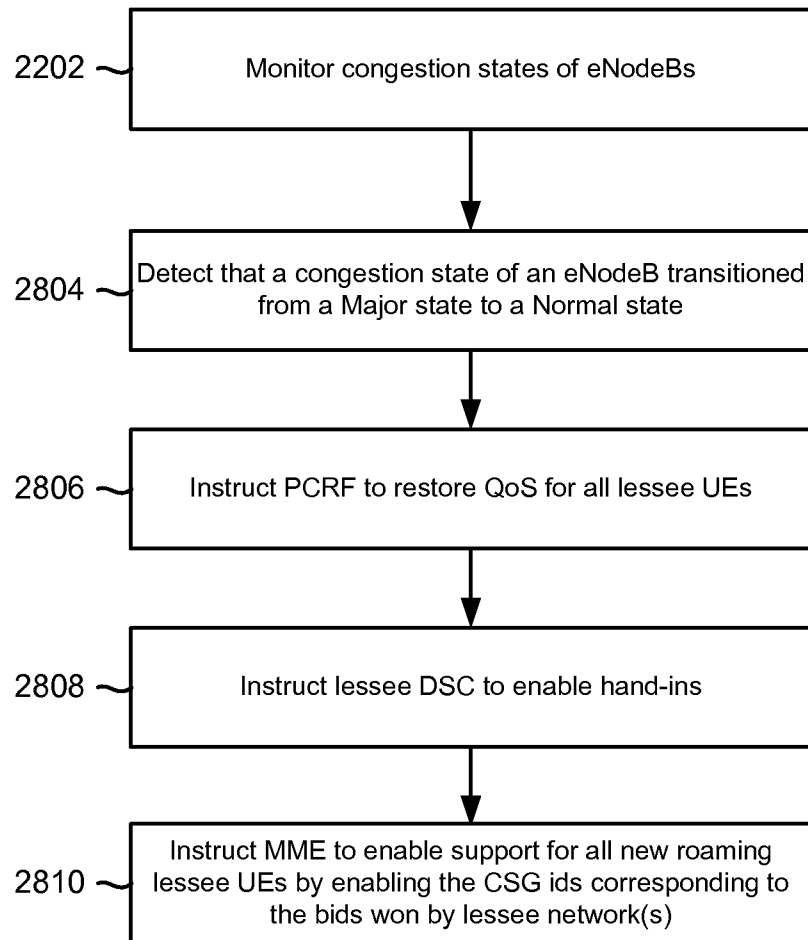 2202
Monitor congestion states of eNodeBs
2804
Detect that a congestion state of an eNodeB transitioned
from a Major state to a Normal state
2806
Instruct PCRF to restore QoS for all lessee UEs
2808
Instruct lessee DSC to enable hand-ins
2810
Instruct MME to enable support for all new roaming
lessee UEs by enabling the CSG ids corresponding to
the bids won by lessee network(s)